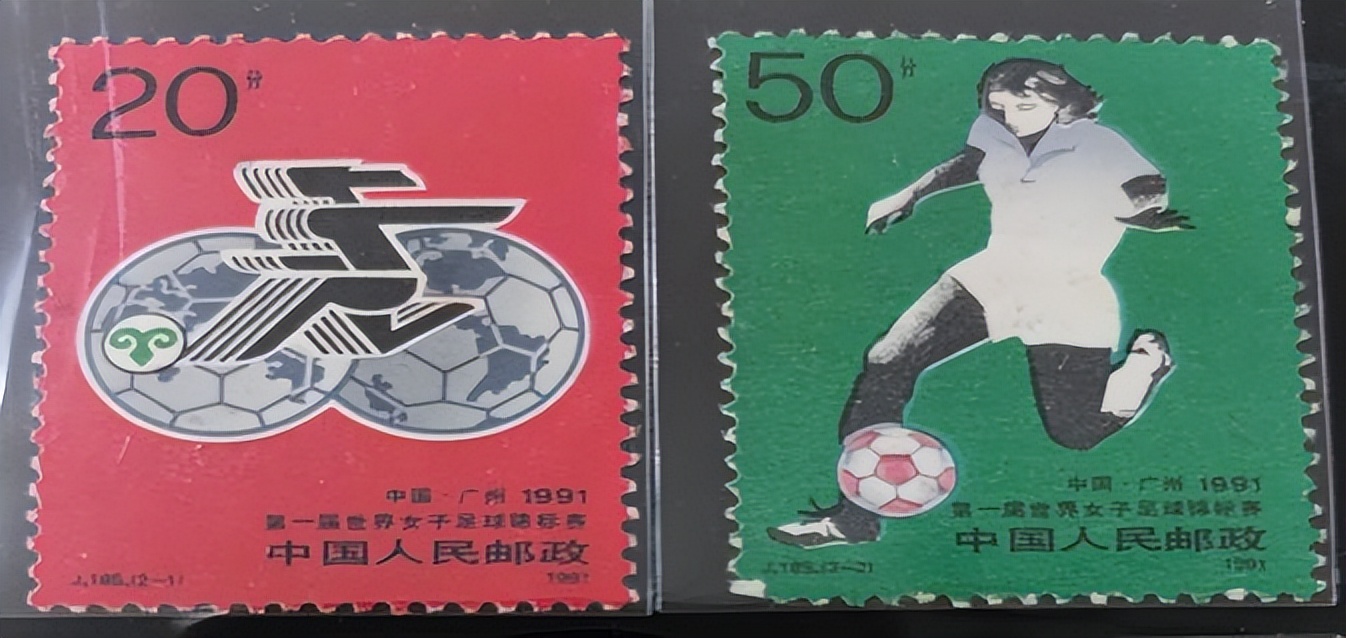 20分
中国·广州 1991
第一届世界女子足球锦标赛
中国人民邮政
J.185.(2-1)
1991
50分
中国·广州 1991
第一届世界女子足球锦标赛
中国人民邮政
J.185.(2-2)
1991